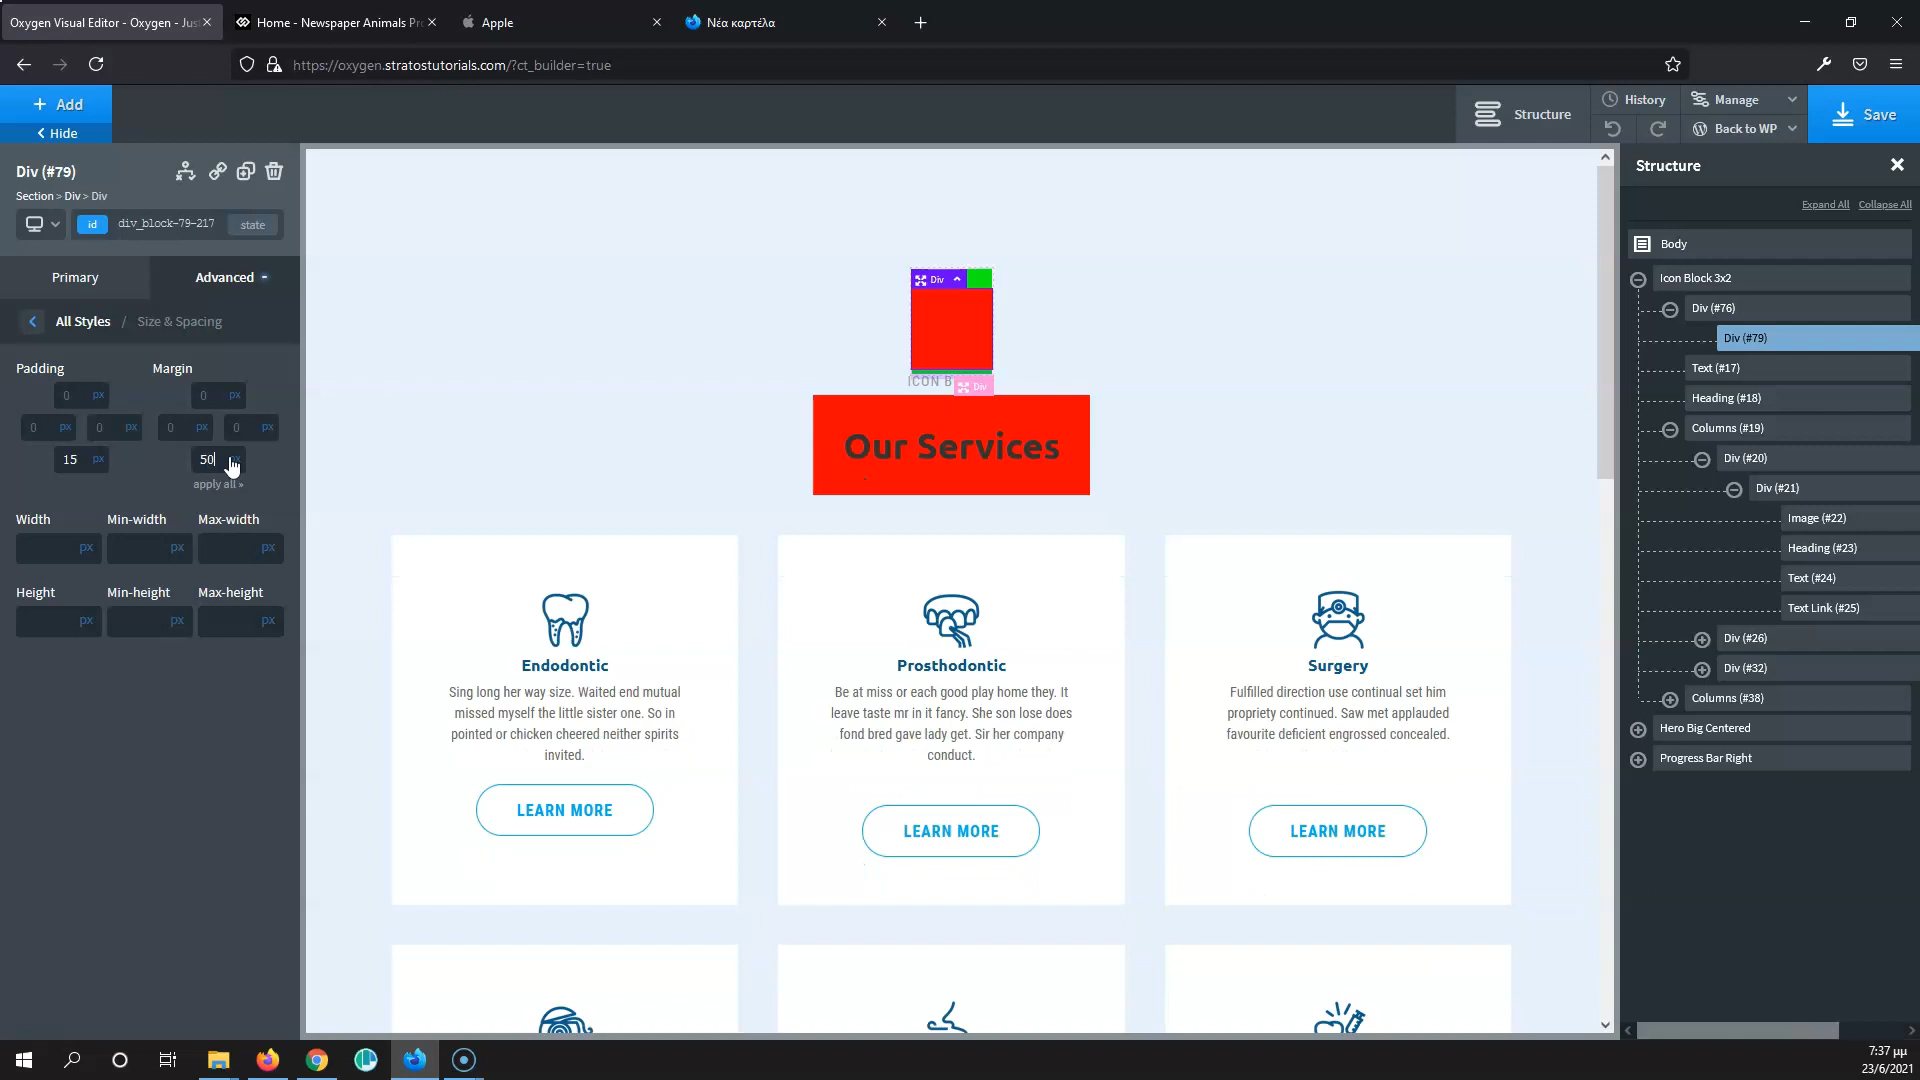 Oxygen Visual Editor - Oxygen - Jus
Home - Newspaper Animals Pr
Apple
Νέα καρτέλα
https://oxygen.stratostutorials.com/?ct_builder=true
+ Add
Hide
Structure
History
Manage
Back to WP
Save
Div (#79)
Section > Div > Div
id
div_block-79-217
state
Primary
Advanced
All Styles / Size & Spacing
Padding
Margin
0 px
0 px
0 px
0 px
0 px
0 px
15 px
50
apply all »
Width
Min-width
Max-width
px
px
px
Height
Min-height
Max-height
px
px
px
Div
ICON B
Div
Our Services
Endodontic
Sing long her way size. Waited end mutual
missed myself the little sister one. So in
pointed or chicken cheered neither spirits
invited.
LEARN MORE
Prosthodontic
Be at miss or each good play home they. It
leave taste mr in it fancy. She son lose does
fond bred gave lady get. Sir her company
conduct.
LEARN MORE
Surgery
Fulfilled direction use continual set him
propriety continued. Saw met applauded
favourite deficient engrossed concealed.
LEARN MORE
Structure
Expand All
Collapse All
Body
Icon Block 3x2
Div (#76)
Div (#79)
Text (#17)
Heading (#18)
Columns (#19)
Div (#20)
Div (#21)
Image (#22)
Heading (#23)
Text (#24)
Text Link (#25)
Div (#26)
Div (#32)
Columns (#38)
Hero Big Centered
Progress Bar Right
7:37 μμ
23/6/2021